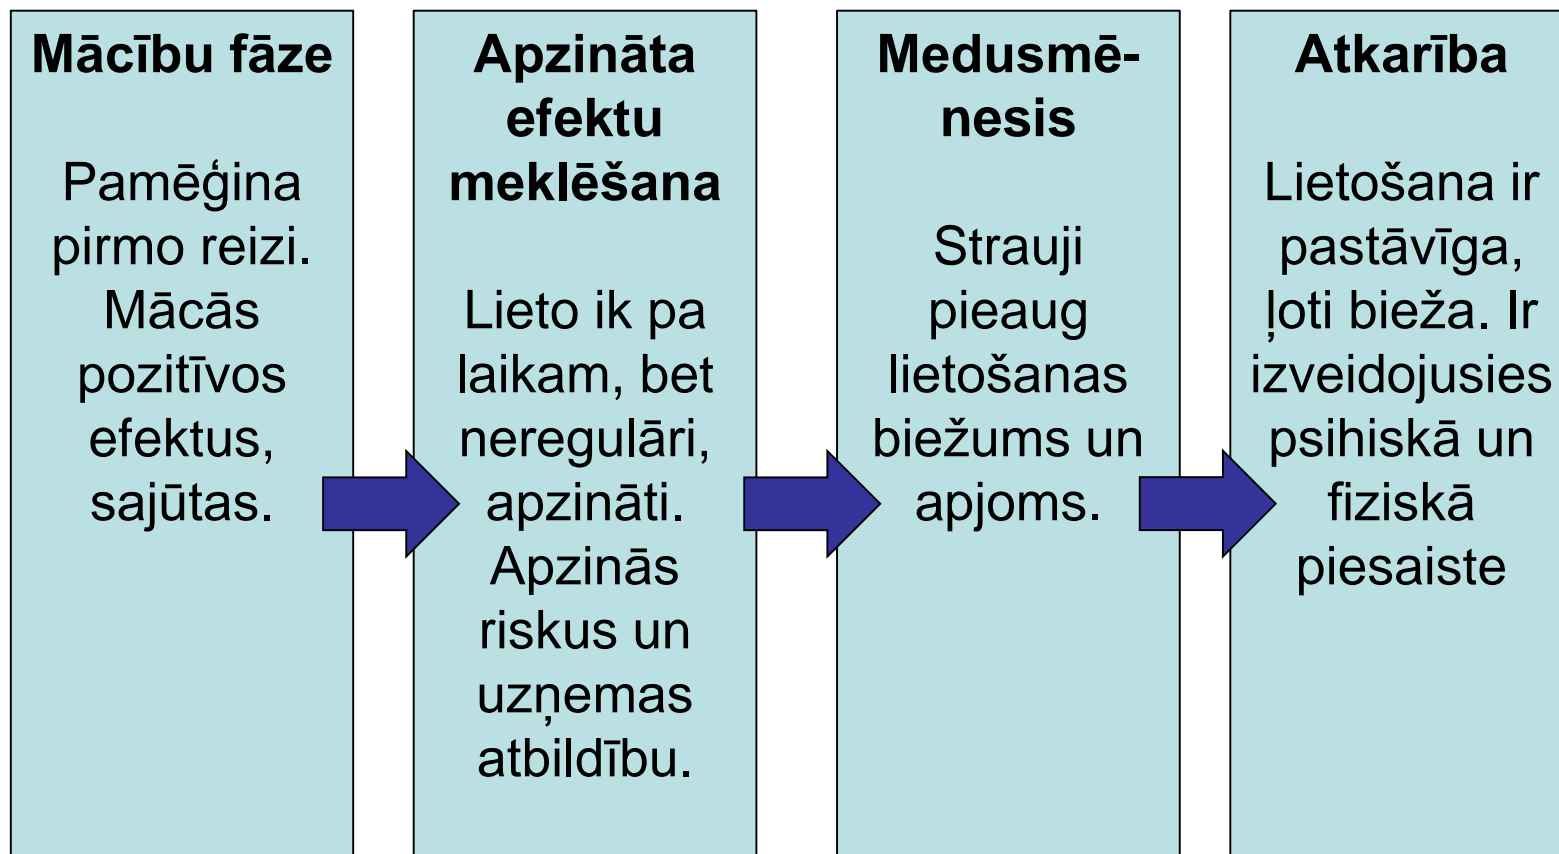 Mācību fāze
Pamēģina
pirmo reizi.
Mācās
pozitīvos
efektus,
sajūtas.
Apzināta
efektu
meklēšana
Lieto ik pa
laikam, bet
neregulāri,
apzināti.
Apzinās
riskus un
uzņemas
atbildību.
Medusmē-
nesis
Strauji
pieaug
lietošanas
biežums un
apjoms.
Atkarība
Lietošana ir
pastāvīga,
ļoti bieža. Ir
izveidojusies
psihiskā un
fiziskā
piesaiste